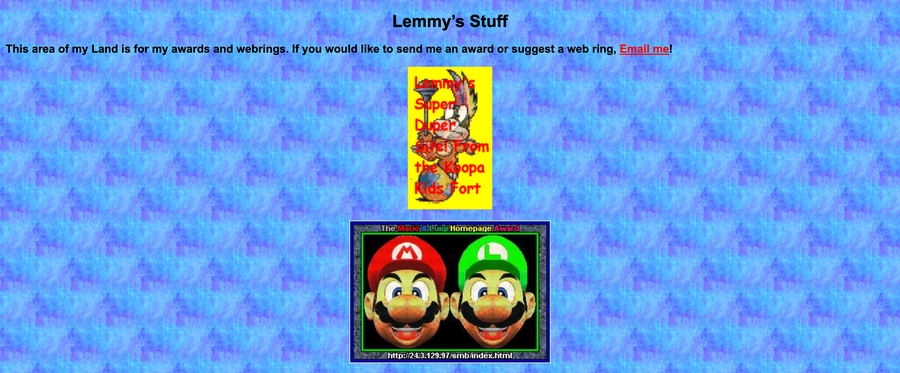 Lemmy’s Stuff
This area of my Land is for my awards and webrings. If you would like to send me an award or suggest a web ring, Email me!
Lemmy's
Super
Duper
Site! From
the Koopa
Kids Fort
The Mario & Luigi Homepage Award
http://24.3.129.97/smb/index.html